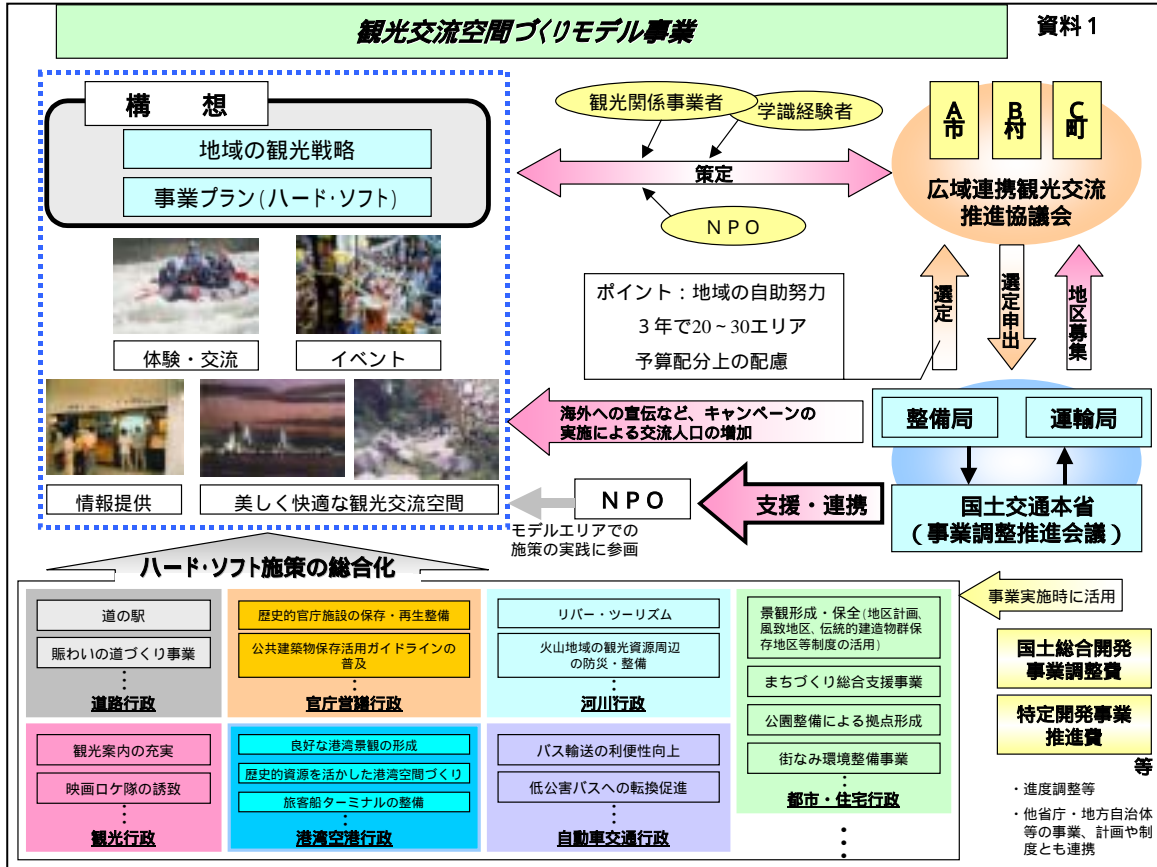 観光交流空間づくりモデル事業
資料1
構 想
地域の観光戦略
事業プラン(ハード・ソフト)
体験・交流
イベント
情報提供
美しく快適な観光交流空間
観光関係事業者
学識経験者
策定
NPO
A市
B村
C町
広域連携観光交流
推進協議会
ポイント:地域の自助努力
3年で20~30エリア
予算配分上の配慮
選定
選定申出
地区募集
海外への宣伝など、キャンペーンの
実施による交流人口の増加
整備局
運輸局
国土交通本省
(事業調整推進会議)
支援・連携
NPO
モデルエリアでの
施策の実践に参画
ハード・ソフト施策の総合化
道の駅
賑わいの道づくり事業
道路行政
歴史的官庁施設の保存・再生整備
公共建築物保存活用ガイドラインの
普及
官庁営繕行政
リバー・ツーリズム
火山地域の観光資源周辺
の防災・整備
河川行政
景観形成・保全(地区計画、
風致地区、伝統的建造物群保
存地区等制度の活用)
まちづくり総合支援事業
公園整備による拠点形成
街なみ環境整備事業
都市・住宅行政
観光案内の充実
映画ロケ隊の誘致
観光行政
良好な港湾景観の形成
歴史的資源を活かした港湾空間づくり
旅客船ターミナルの整備
港湾空港行政
バス輸送の利便性向上
低公害バスへの転換促進
自動車交通行政
事業実施時に活用
国土総合開発
事業調整費
特定開発事業
推進費
等
・進度調整等
・他省庁・地方自治体
等の事業、計画や制
度とも連携